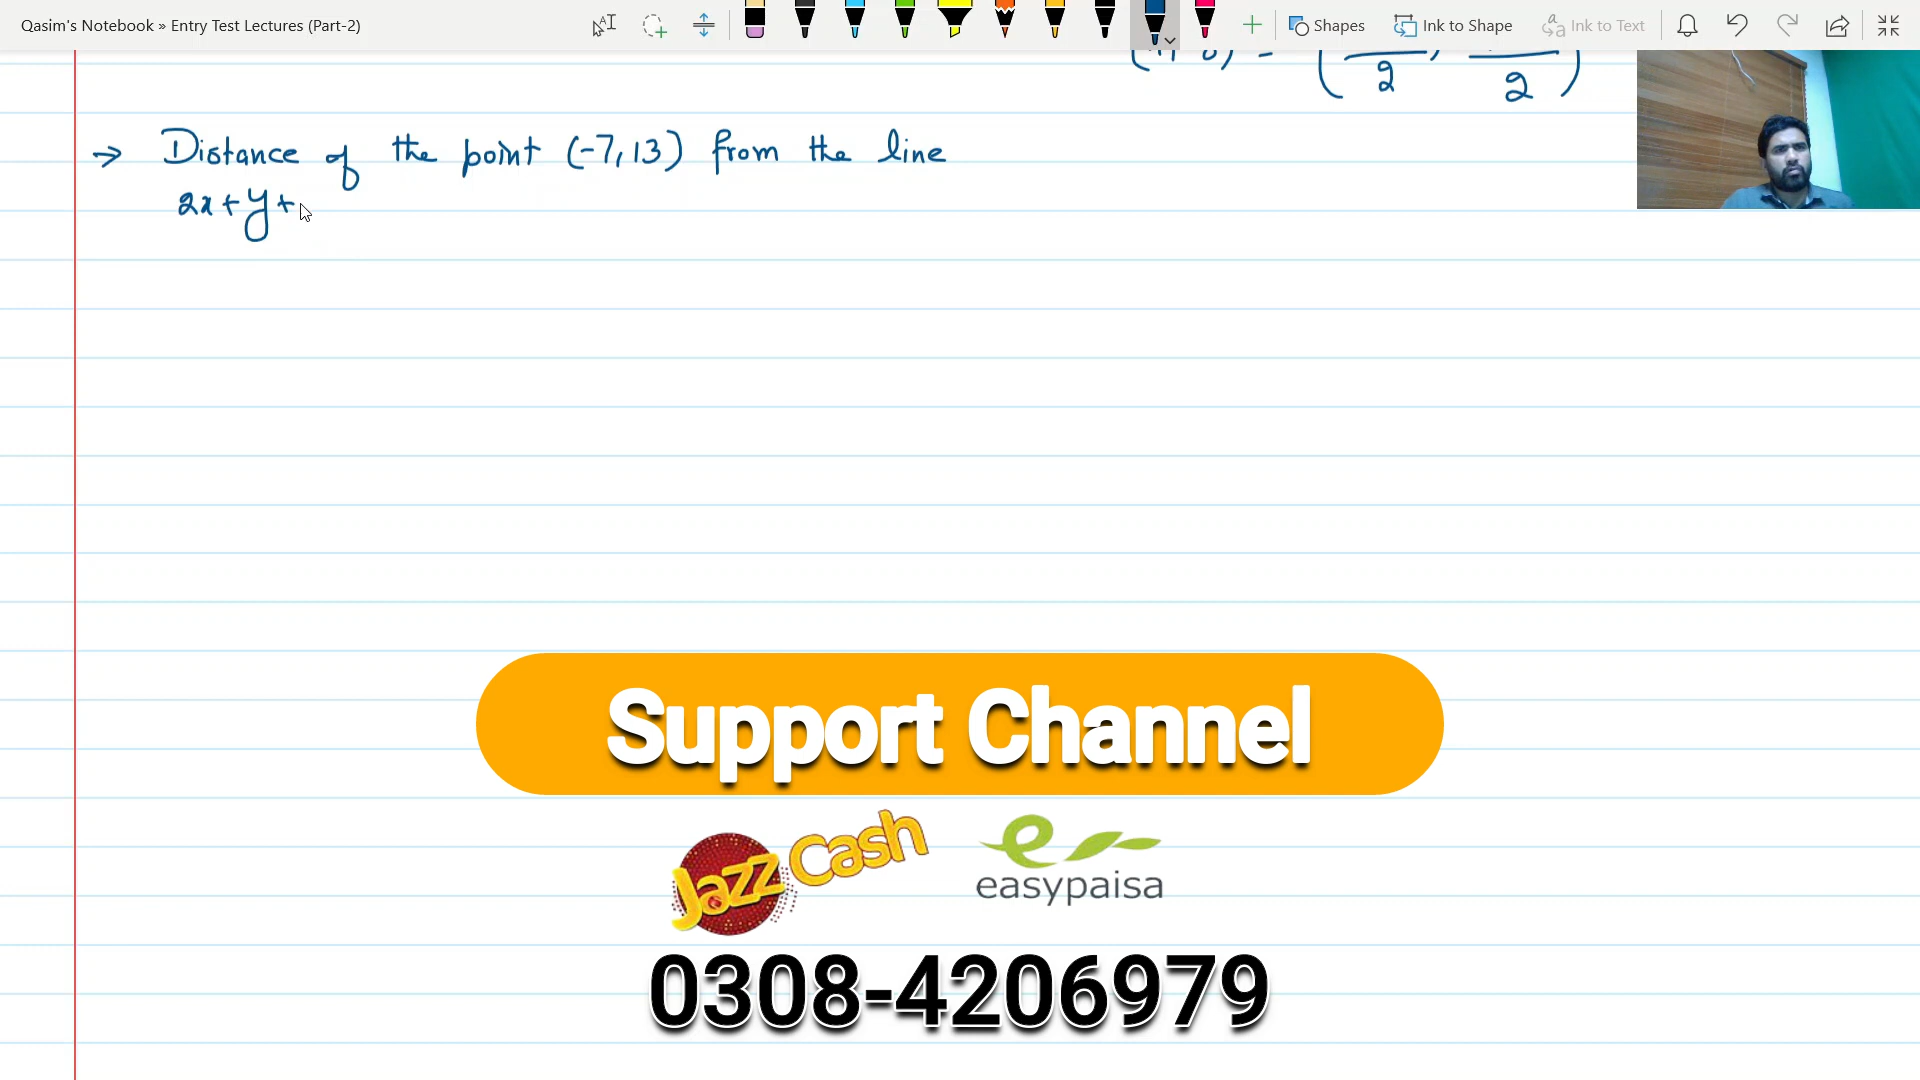 Qasim's Notebook » Entry Test Lectures (Part-2)
Shapes
Ink to Shape
Ink to Text
2
2
→ Distance of the point (-7,13) from the line
2x+y+
Support Channel
JazzCash
easypaisa
0308-4206979